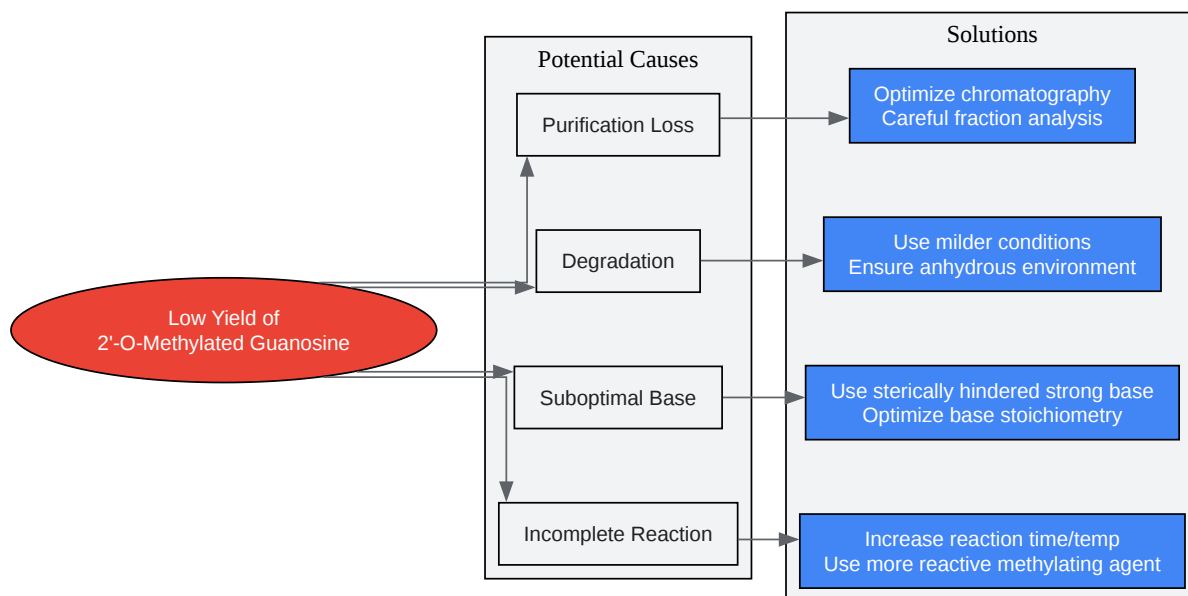 Low Yield of
2'-O-Methylated Guanosine
Potential Causes
Purification Loss
Degradation
Suboptimal Base
Incomplete Reaction
Solutions
Optimize chromatography
Careful fraction analysis
Use milder conditions
Ensure anhydrous environment
Use sterically hindered strong base
Optimize base stoichiometry
Increase reaction time/temp
Use more reactive methylating agent